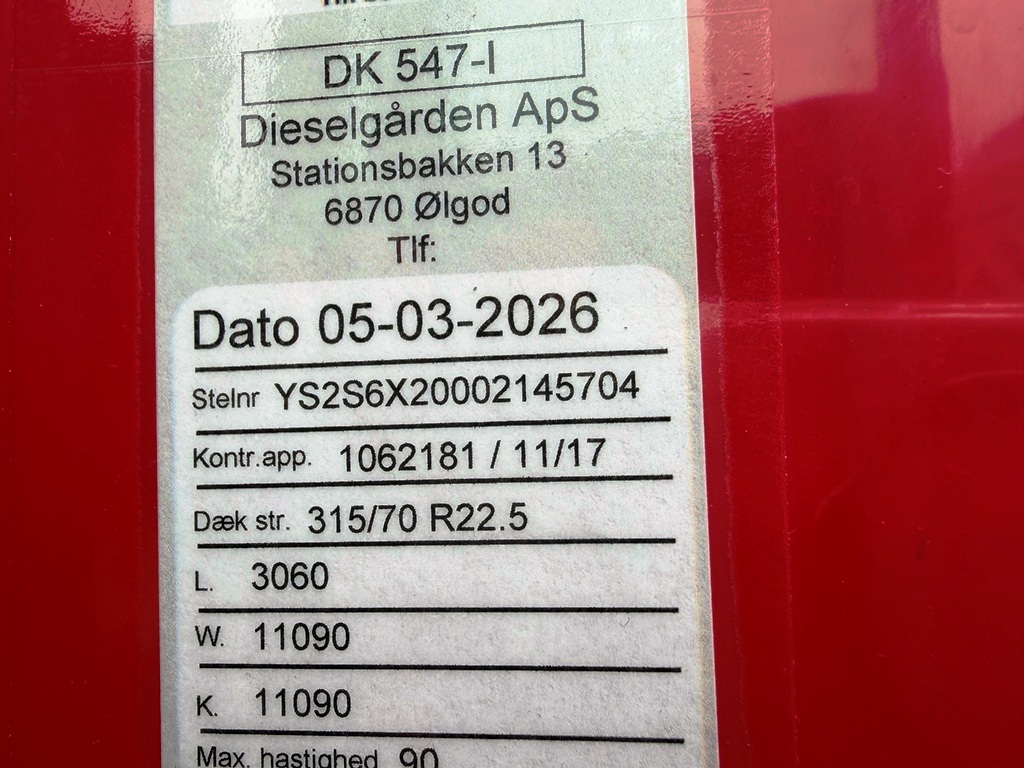 DK 547-I
Dieselgården ApS
Stationsbakken 13
6870 Ølgod
Tlf:
Dato 05-03-2026
Stelnr YS2S6X20002145704
Kontr.app. 1062181 / 11/17
Dæk str. 315/70 R22.5
L. 3060
W. 11090
K. 11090
Max. hastighed 90